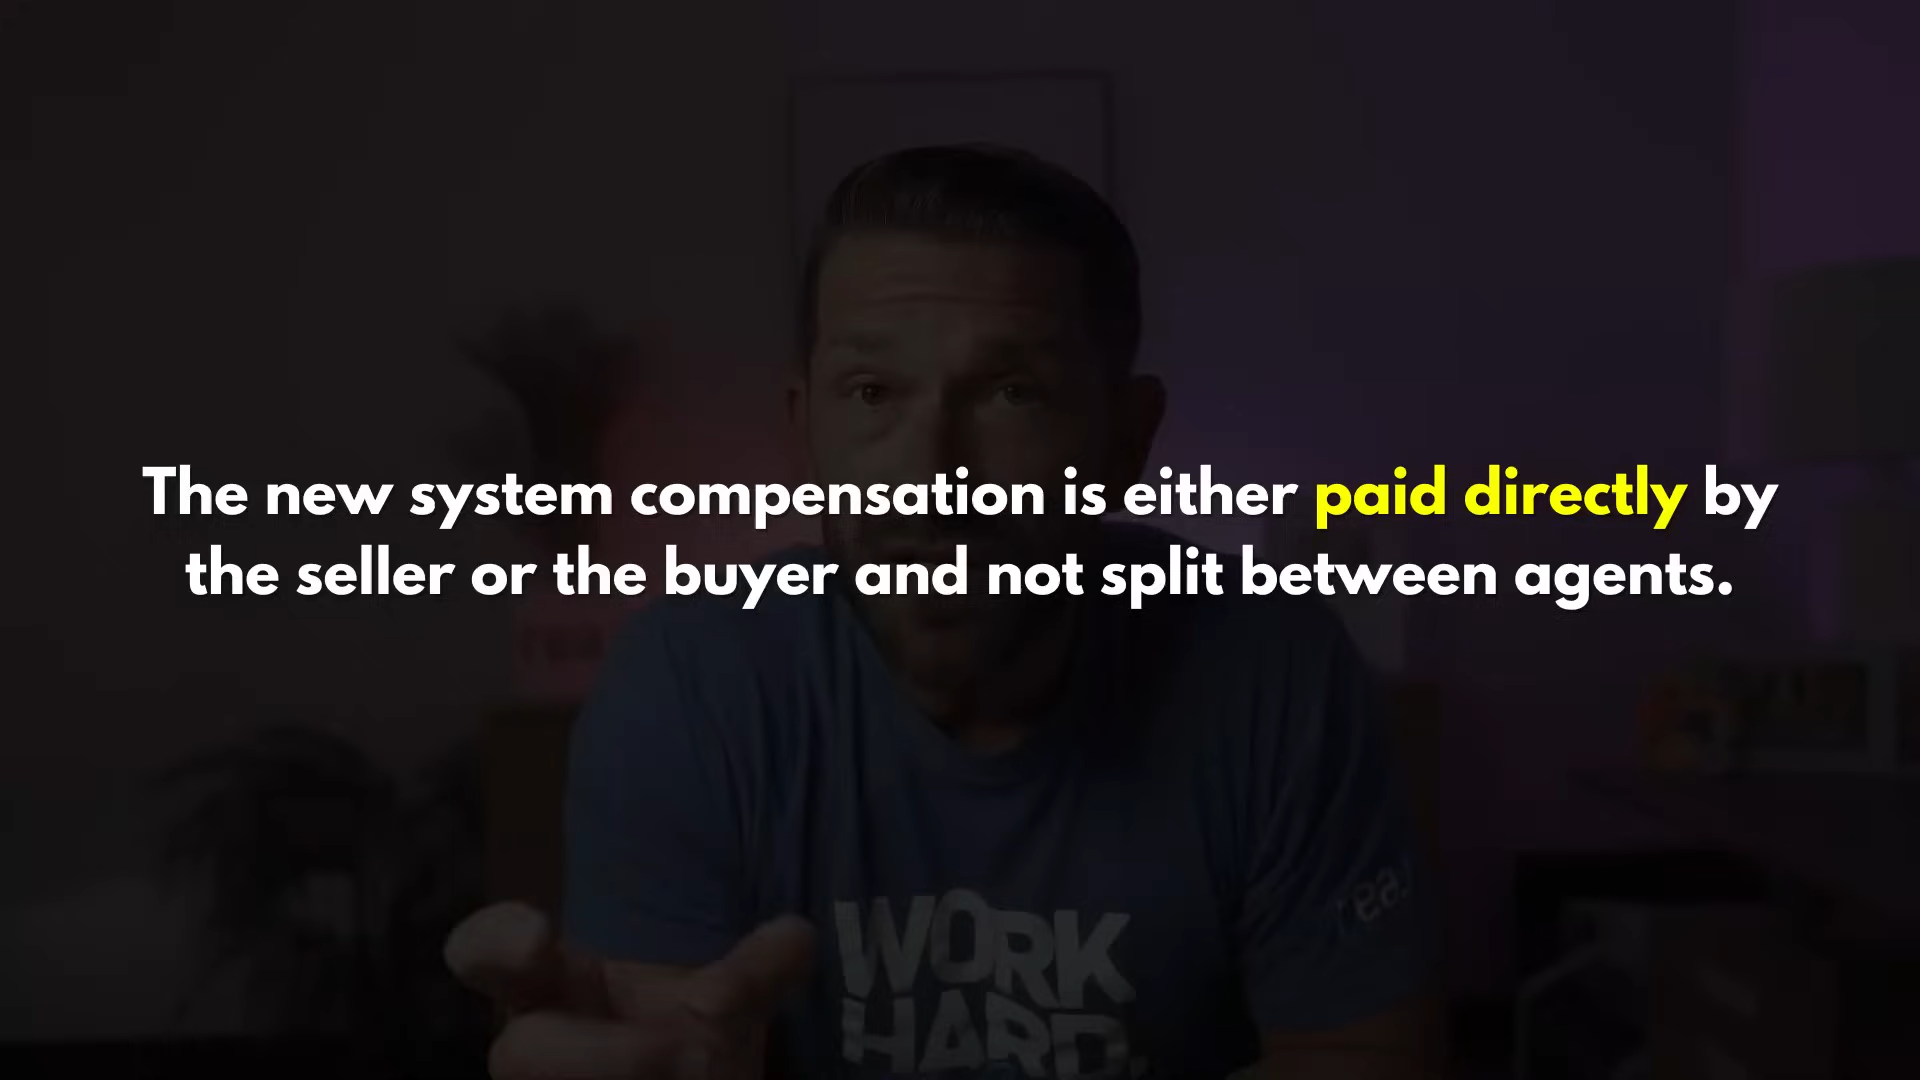 The new system compensation is either paid directly by
the seller or the buyer and not split between agents.
WORK
HARD.